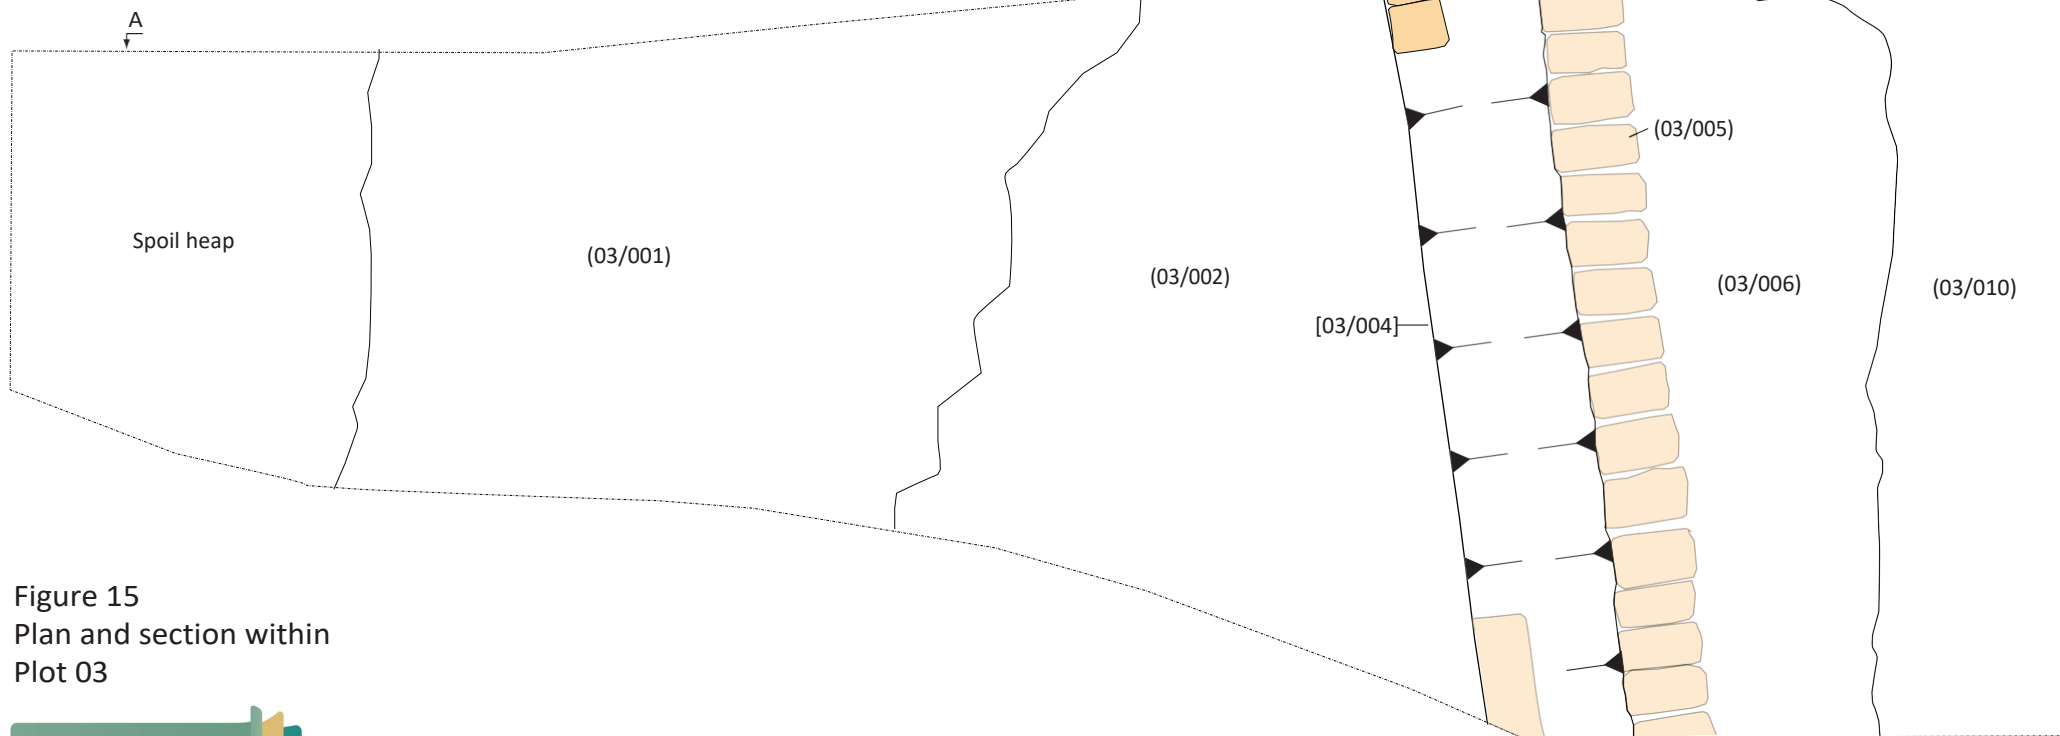 A
(03/005)
Spoil heap
(03/001)
(03/002)
(03/006)
(03/010)
[03/004]
Figure 15
Plan and section within
Plot 03